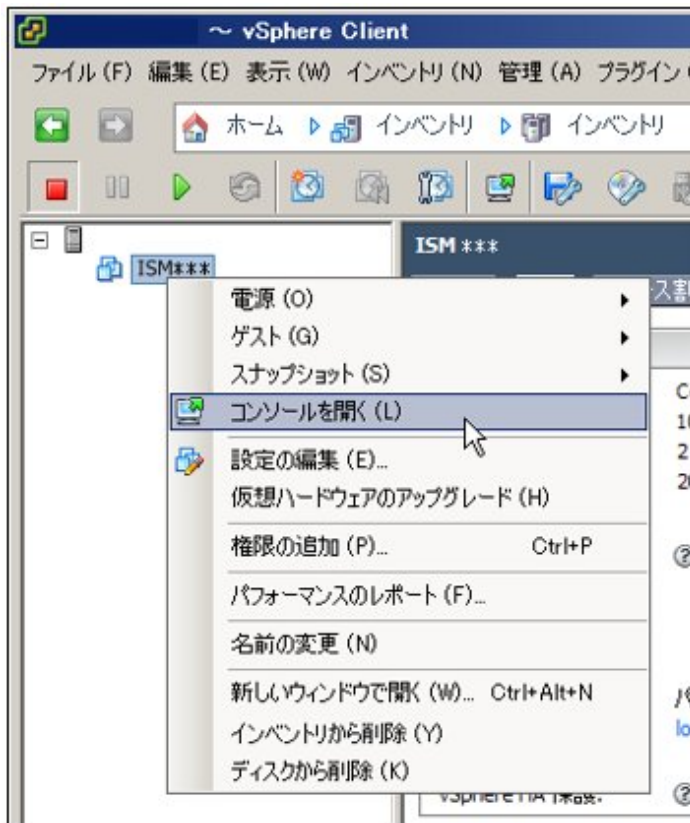 ～ vSphere Client
ファイル (F) 編集 (E) 表示 (W) インベントリ (N) 管理 (A) プラグイン
ホーム インベントリ インベントリ
ISM***
ISM ***
電源 (O)
ゲスト (G)
スナップショット (S)
コンソールを開く (L)
設定の編集 (E)...
仮想ハードウェアのアップグレード (H)
権限の追加 (P)... Ctrl+P
パフォーマンスのレポート (F)...
名前の変更 (N)
新しいウィンドウで開く (W)... Ctrl+Alt+N
インベントリから削除 (Y)
ディスクから削除 (K)